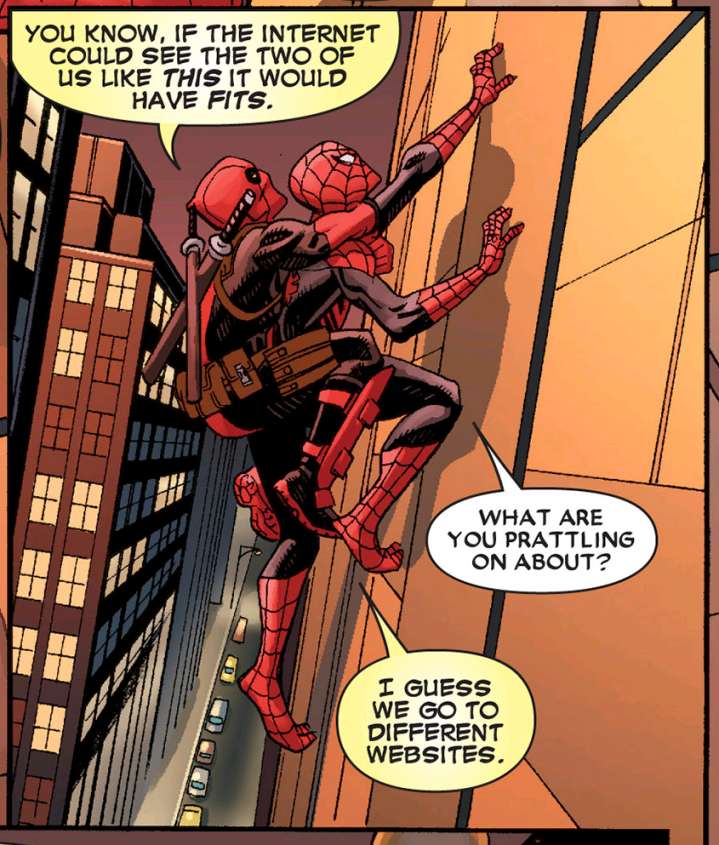 YOU KNOW, IF THE INTERNET
COULD SEE THE TWO OF
US LIKE THIS IT WOULD
HAVE FITS.
WHAT ARE
YOU PRATTLING
ON ABOUT?
I GUESS
WE GO TO
DIFFERENT
WEBSITES.